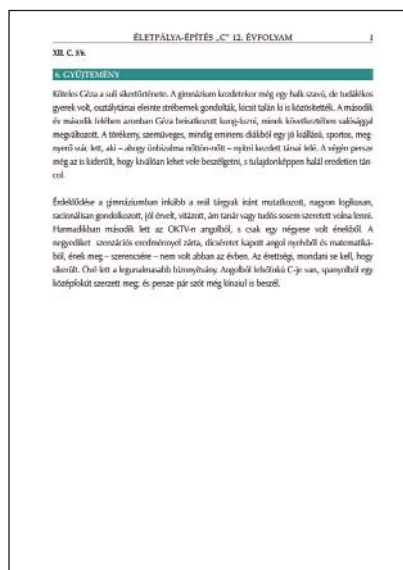 ÉLETPÁLYA-ÉPÍTÉS „C” 12. ÉVFOLYAM 1
XII. C. 3/6.
6. GYŰJTEMÉNY
Köteles Géza a suli sikertörténete. A gimnázium kezdetekor még egy halk szavú, de tudálékos
gyerek volt, osztálytársai eleinte strébernek gondolták, kicsit talán ki is közösítették. A második
év második felében azonban Géza beiratkozott kung-fuzni, minek következtében valósággal
megváltozott. A törékeny, szemüveges, mindig eminens diákból egy jó kiállású, sportos, meg-
nyerő srác lett, aki – ahogy önbizalma nőttön-nőtt – nyitni kezdett társai felé. A végén persze
még az is kiderült, hogy kiválóan lehet vele beszélgetni, s tulajdonképpen halál eredetien tán-
col.
Érdeklődése a gimnáziumban inkább a reál tárgyak iránt mutatkozott, nagyon logikusan,
racionálisan gondolkozott, jól érvelt, vitázott, ám tanár vagy tudós sosem szeretett volna lenni.
Harmadikban második lett az OKTV-n angolból, s csak egy négyese volt énekből. A
negyediket szenzációs eredménnyel zárta, dicséretet kapott angol nyelvből és matematiká-
ból, ének meg – szerencsére – nem volt abban az évben. Az érettségi, mondani se kell, hogy
sikerült. Övé lett a legunalmasabb bizonyítvány. Angolból felsőfokú C-je van, spanyolból egy
középfokút szerzett meg; és persze pár szót még kínaiul is beszél.